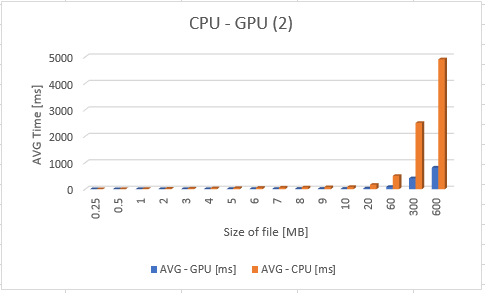 CPU - GPU (2)
AVG Time [ms]
5000
4000
3000
2000
1000
0
0.25 0.5 1 2 3 4 5 6 7 8 9 10 20 60 300 600
Size of file [MB]
AVG - GPU [ms] AVG - CPU [ms]